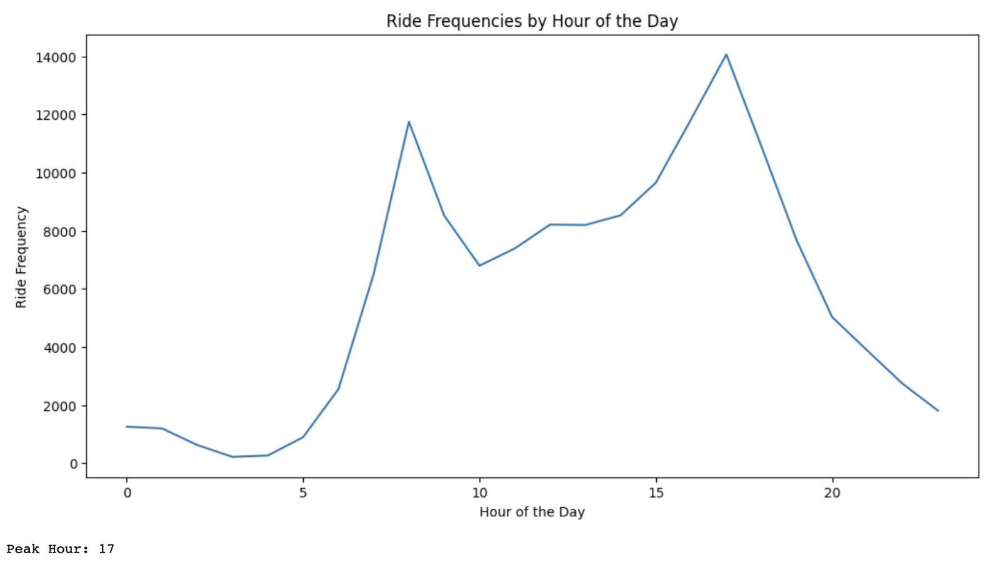 Ride Frequencies by Hour of the Day
14000
12000
10000
8000
6000
4000
2000
0
Ride Frequency
0 5 10 15 20
Hour of the Day
Peak Hour: 17